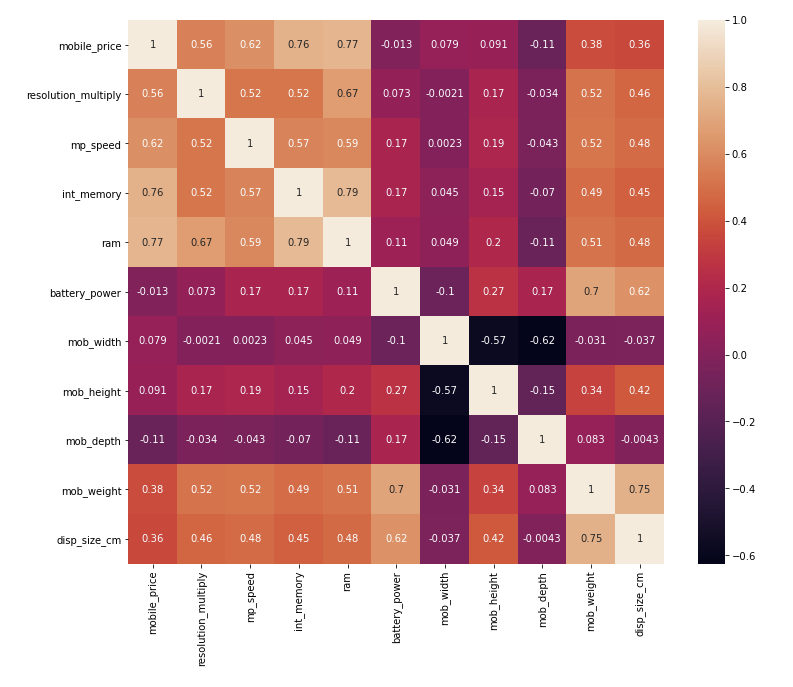 mobile_price 1 0.56 0.62 0.76 0.77 -0.013 0.079 0.091 -0.11 0.38 0.36
resolution_multiply 0.56 1 0.52 0.52 0.67 0.073 -0.0021 0.17 -0.034 0.52 0.46
mp_speed 0.62 0.52 1 0.57 0.59 0.17 0.0023 0.19 -0.043 0.52 0.48
int_memory 0.76 0.52 0.57 1 0.79 0.17 0.045 0.15 -0.07 0.49 0.45
ram 0.77 0.67 0.59 0.79 1 0.11 0.049 0.2 -0.11 0.51 0.48
battery_power -0.013 0.073 0.17 0.17 0.11 1 -0.1 0.27 0.17 0.7 0.62
mob_width 0.079 -0.0021 0.0023 0.045 0.049 -0.1 1 -0.57 -0.62 -0.031 -0.037
mob_height 0.091 0.17 0.19 0.15 0.2 0.27 -0.57 1 -0.15 0.34 0.42
mob_depth -0.11 -0.034 -0.043 -0.07 -0.11 0.17 -0.62 -0.15 1 0.083 -0.0043
mob_weight 0.38 0.52 0.52 0.49 0.51 0.7 -0.031 0.34 0.083 1 0.75
disp_size_cm 0.36 0.46 0.48 0.45 0.48 0.62 -0.037 0.42 -0.0043 0.75 1
mobile_price
resolution_multiply
mp_speed
int_memory
ram
battery_power
mob_width
mob_height
mob_depth
mob_weight
disp_size_cm
1.0
0.8
0.6
0.4
0.2
0.0
−0.2
−0.4
−0.6